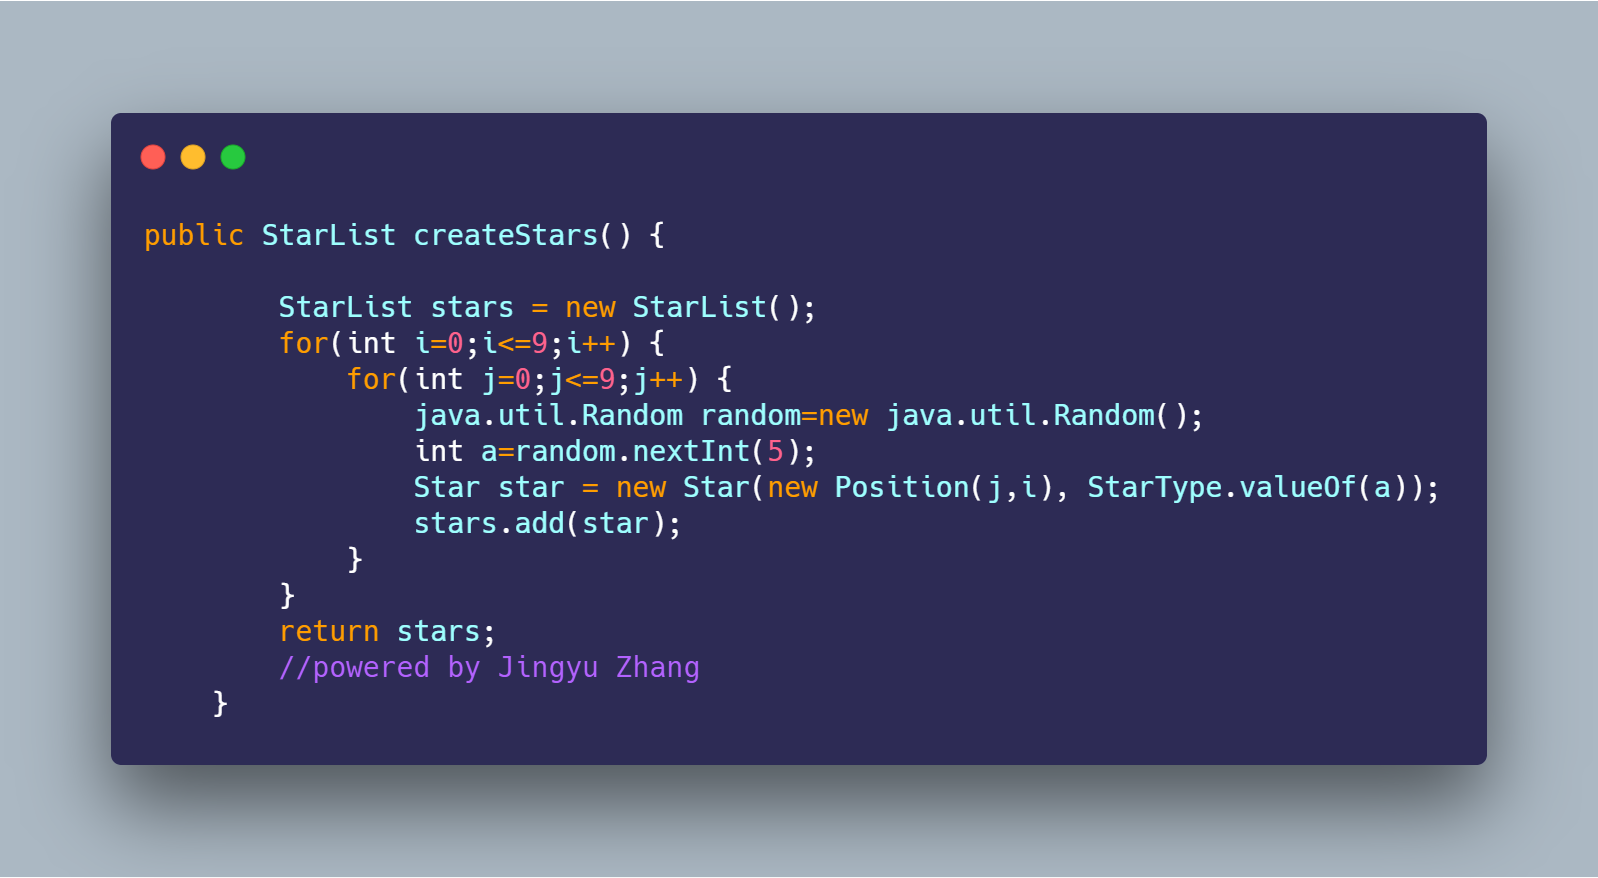 public StarList createStars() {
        StarList stars = new StarList();
        for(int i=0;i<=9;i++) {
            for(int j=0;j<=9;j++) {
                java.util.Random random=new java.util.Random();
                int a=random.nextInt(5);
                Star star = new Star(new Position(j,i), StarType.valueOf(a));
                stars.add(star);
            }
        }
        return stars;
        //powered by Jingyu Zhang
    }